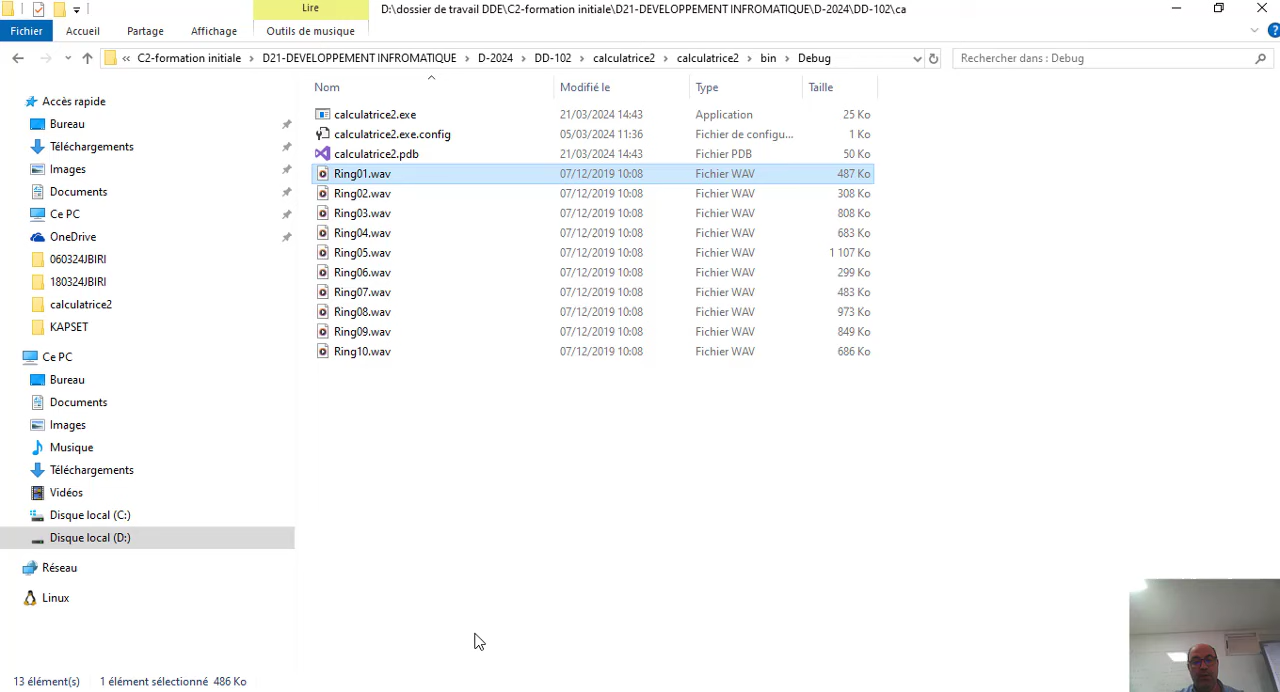 Lire
D:\dossier de travail DDE\C2-formation initiale\D21-DEVELOPPEMENT INFROMATIQUE\D-2024\DD-102\ca
Fichier Accueil Partage Affichage Outils de musique
« C2-formation initiale > D21-DEVELOPPEMENT INFROMATIQUE > D-2024 > DD-102 > calculatrice2 > calculatrice2 > bin > Debug
Rechercher dans : Debug
Nom Modifié le Type Taille
calculatrice2.exe 21/03/2024 14:43 Application 25 Ko
calculatrice2.exe.config 05/03/2024 11:36 Fichier de configu... 1 Ko
calculatrice2.pdb 21/03/2024 14:43 Fichier PDB 50 Ko
Ring01.wav 07/12/2019 10:08 Fichier WAV 487 Ko
Ring02.wav 07/12/2019 10:08 Fichier WAV 308 Ko
Ring03.wav 07/12/2019 10:08 Fichier WAV 808 Ko
Ring04.wav 07/12/2019 10:08 Fichier WAV 683 Ko
Ring05.wav 07/12/2019 10:08 Fichier WAV 1 107 Ko
Ring06.wav 07/12/2019 10:08 Fichier WAV 299 Ko
Ring07.wav 07/12/2019 10:08 Fichier WAV 483 Ko
Ring08.wav 07/12/2019 10:08 Fichier WAV 973 Ko
Ring09.wav 07/12/2019 10:08 Fichier WAV 849 Ko
Ring10.wav 07/12/2019 10:08 Fichier WAV 686 Ko
Accès rapide
Bureau
Téléchargements
Images
Documents
Ce PC
OneDrive
060324JBIRI
180324JBIRI
calculatrice2
KAPSET
Ce PC
Bureau
Documents
Images
Musique
Téléchargements
Vidéos
Disque local (C:)
Disque local (D:)
Réseau
Linux
13 élément(s) 1 élément sélectionné 486 Ko